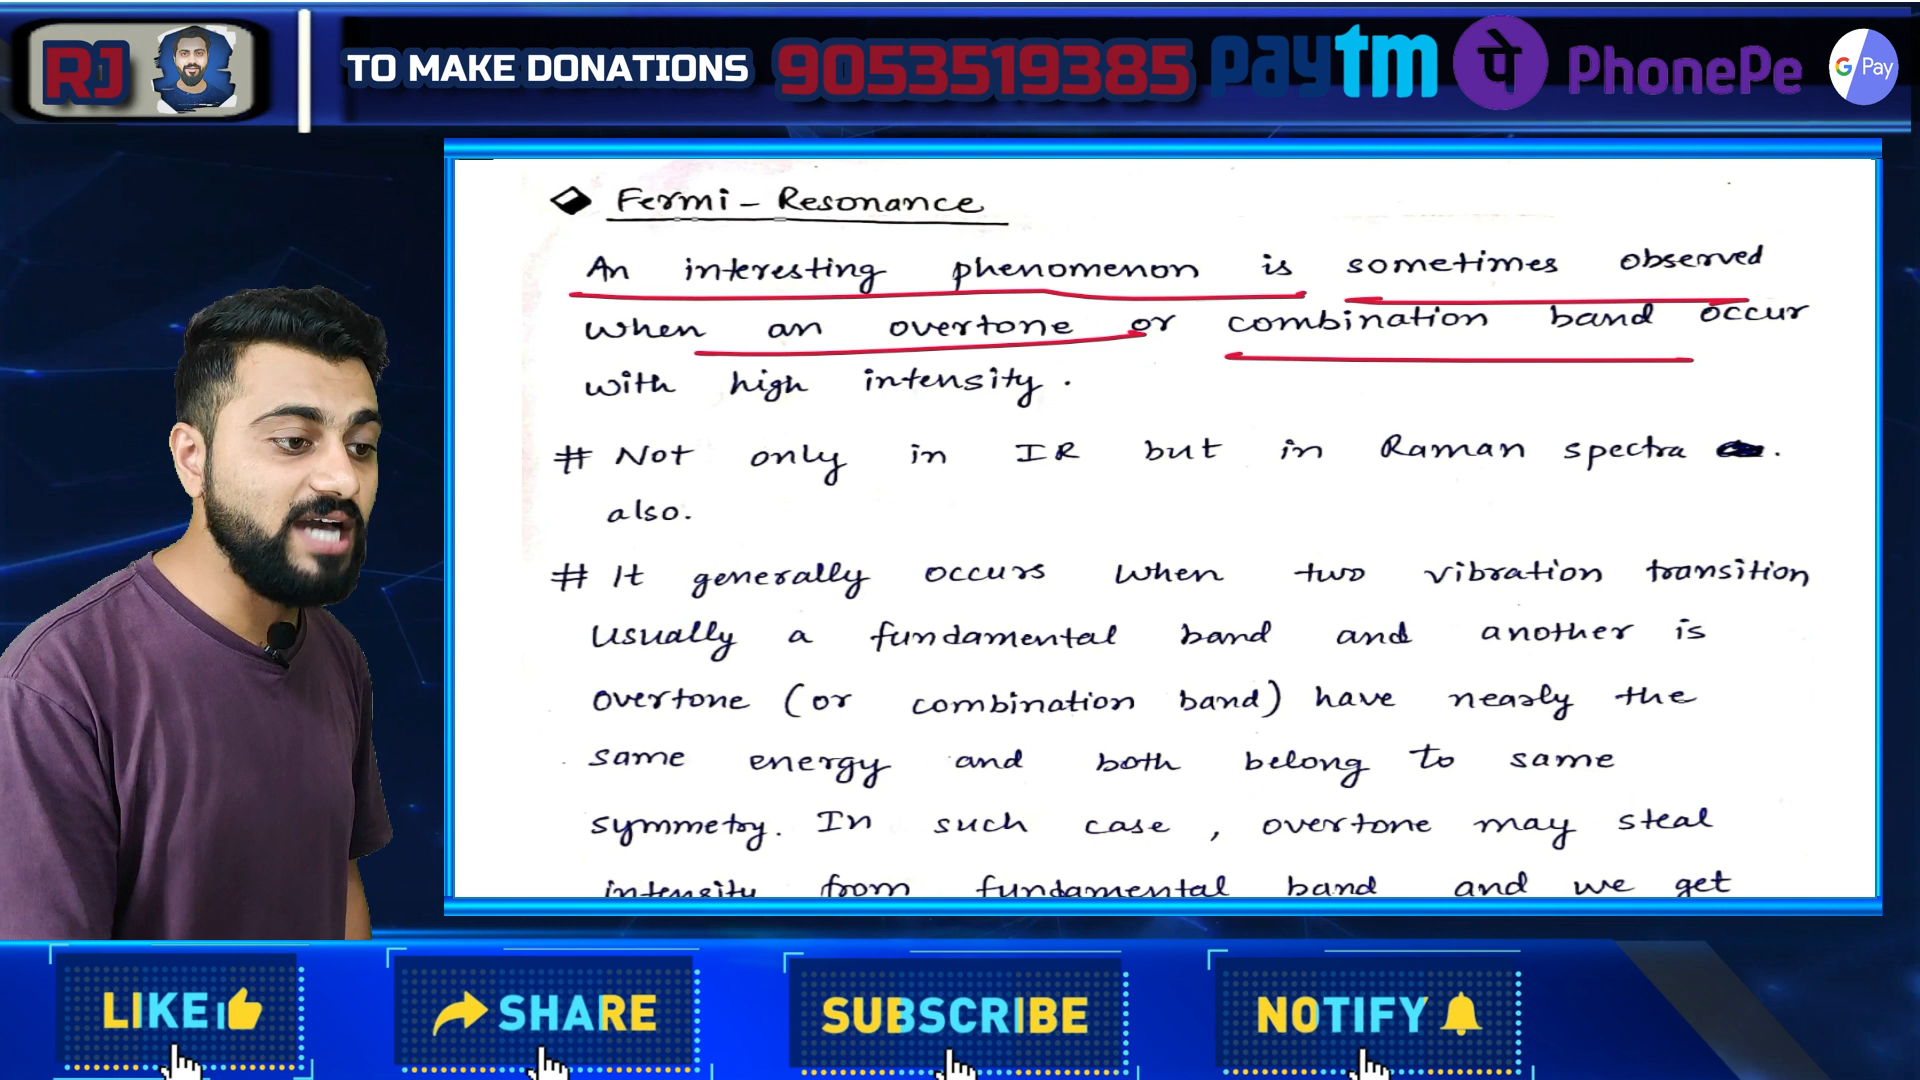 RJ
TO MAKE DONATIONS 9053519385 paytm पे PhonePe G Pay
Fermi - Resonance
An interesting phenomenon is sometimes observed
When an overtone or combination band occur
with high intensity.
# Not only in IR but in Raman spectra .
also.
# It generally occurs when two vibration transition
Usually a fundamental band and another is
overtone (or combination band) have nearly the
same energy and both belong to same
symmetry. In such case, overtone may steal
intensity from fundamental band and we get
LIKE SHARE SUBSCRIBE NOTIFY